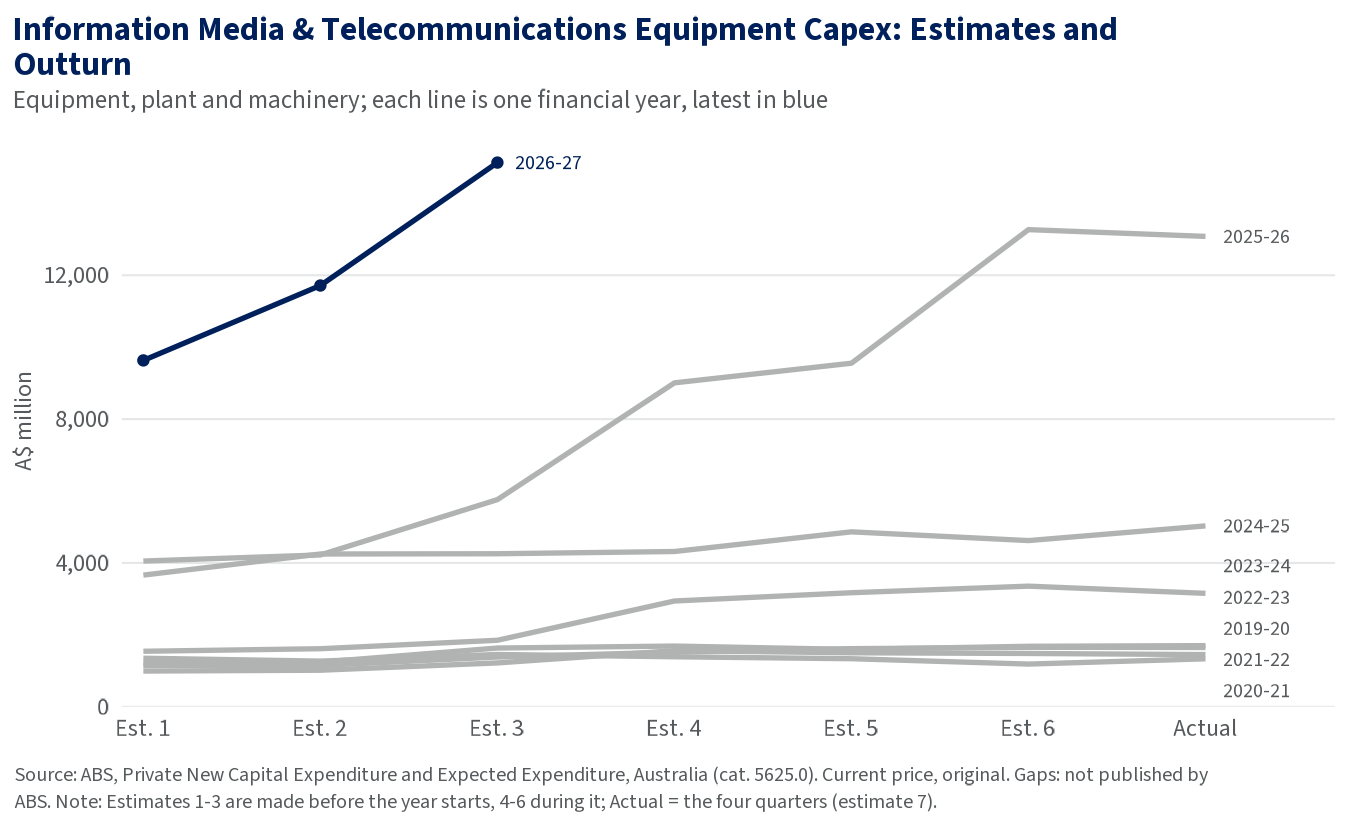 Information Media & Telecommunications Equipment Capex: Estimates and
Outturn
Equipment, plant and machinery; each line is one financial year, latest in blue
2026-27
2025-26
12,000
A$ million
8,000
2024-25
4,000
2023-24
2022-23
2019-20
2021-22
2020-21
0
Est. 1 Est. 2 Est. 3 Est. 4 Est. 5 Est. 6 Actual
Source: ABS, Private New Capital Expenditure and Expected Expenditure, Australia (cat. 5625.0). Current price, original. Gaps: not published by
ABS. Note: Estimates 1-3 are made before the year starts, 4-6 during it; Actual = the four quarters (estimate 7).